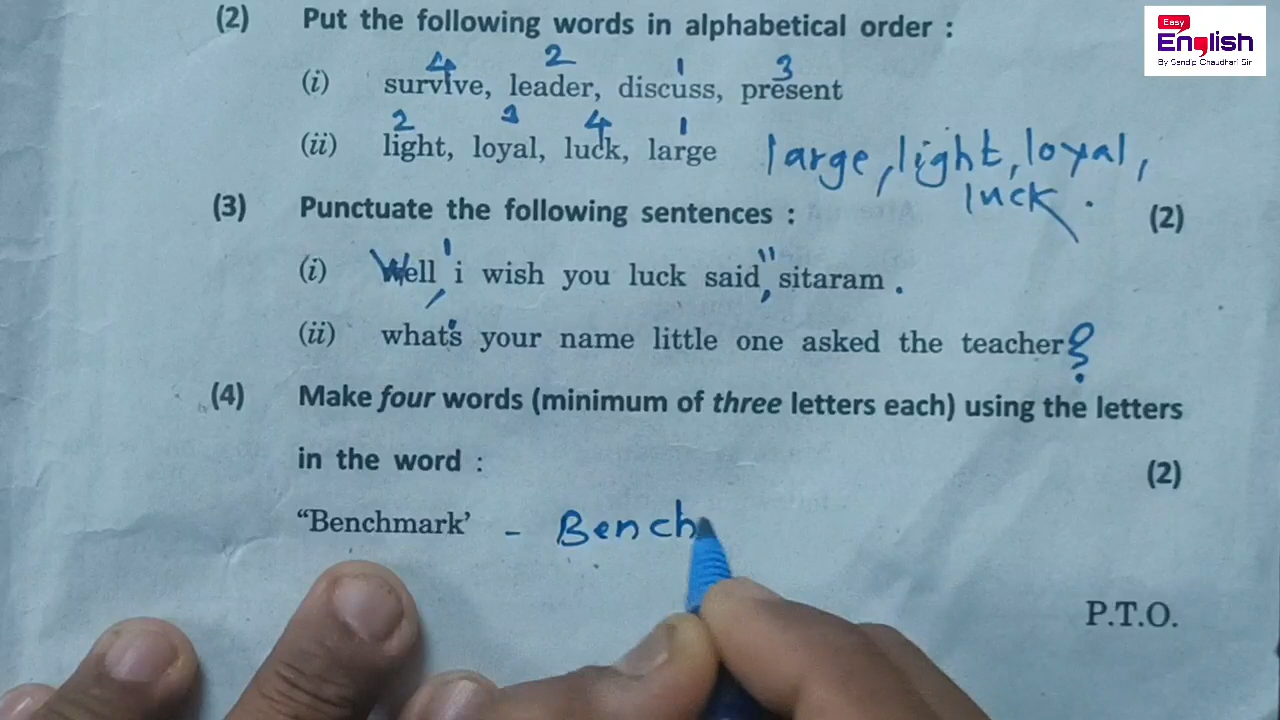 Easy
English
By Sandip Chaudhari Sir
(2) Put the following words in alphabetical order :
4 2 1 3
(i) survive, leader, discuss, present
2 3 4 1
(ii) light, loyal, luck, large large, light, loyal,
luck.
(3) Punctuate the following sentences : (2)
(i) Well, 'i wish you luck said," sitaram.
(ii) what's your name little one asked the teacher?
(4) Make four words (minimum of three letters each) using the letters
in the word : (2)
“Benchmark’ - Bench
P.T.O.